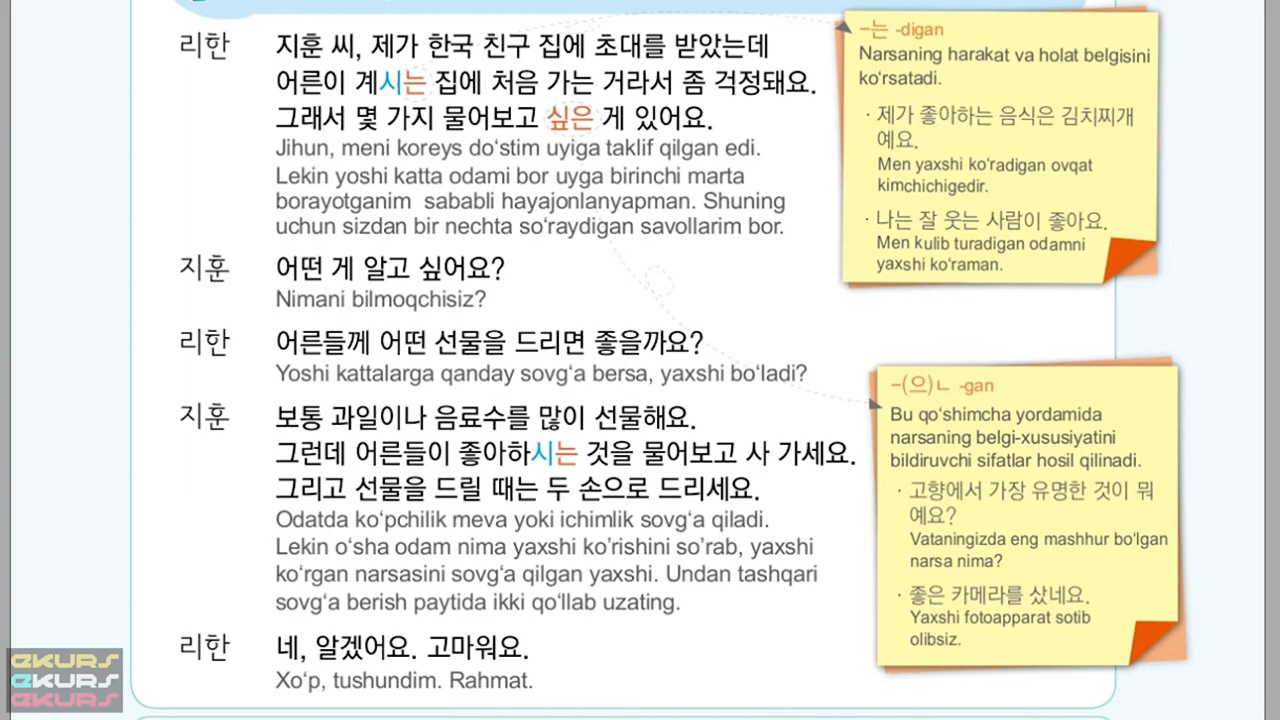 리한
지훈 씨, 제가 한국 친구 집에 초대를 받았는데
어른이 계시는 집에 처음 가는 거라서 좀 걱정돼요.
그래서 몇 가지 물어보고 싶은 게 있어요.
Jihun, meni koreys do‘stim uyiga taklif qilgan edi.
Lekin yoshi katta odami bor uyga birinchi marta
borayotganim sababli hayajonlanyapman. Shuning
uchun sizdan bir nechta so‘raydigan savollarim bor.
지훈
어떤 게 알고 싶어요?
Nimani bilmoqchisiz?
리한
어른들께 어떤 선물을 드리면 좋을까요?
Yoshi kattalarga qanday sovg‘a bersa, yaxshi bo‘ladi?
지훈
보통 과일이나 음료수를 많이 선물해요.
그런데 어른들이 좋아하시는 것을 물어보고 사 가세요.
그리고 선물을 드릴 때는 두 손으로 드리세요.
Odatda ko‘pchilik meva yoki ichimlik sovg‘a qiladi.
Lekin o‘sha odam nima yaxshi ko’rishini so’rab, yaxshi
ko‘rgan narsasini sovg‘a qilgan yaxshi. Undan tashqari
sovg‘a berish paytida ikki qo‘llab uzating.
리한
네, 알겠어요. 고마워요.
Xo‘p, tushundim. Rahmat.
–는 -digan
Narsaning harakat va holat belgisini
ko‘rsatadi.
· 제가 좋아하는 음식은 김치찌개
예요.
Men yaxshi ko‘radigan ovqat
kimchichigedir.
· 나는 잘 웃는 사람이 좋아요.
Men kulib turadigan odamni
yaxshi ko‘raman.
–(으)ㄴ -gan
Bu qo‘shimcha yordamida
narsaning belgi-xususiyatini
bildiruvchi sifatlar hosil qilinadi.
· 고향에서 가장 유명한 것이 뭐
예요?
Vataningizda eng mashhur bo‘lgan
narsa nima?
· 좋은 카메라를 샀네요.
Yaxshi fotoapparat sotib
olibsiz.
eKURS
eKURS
eKURS